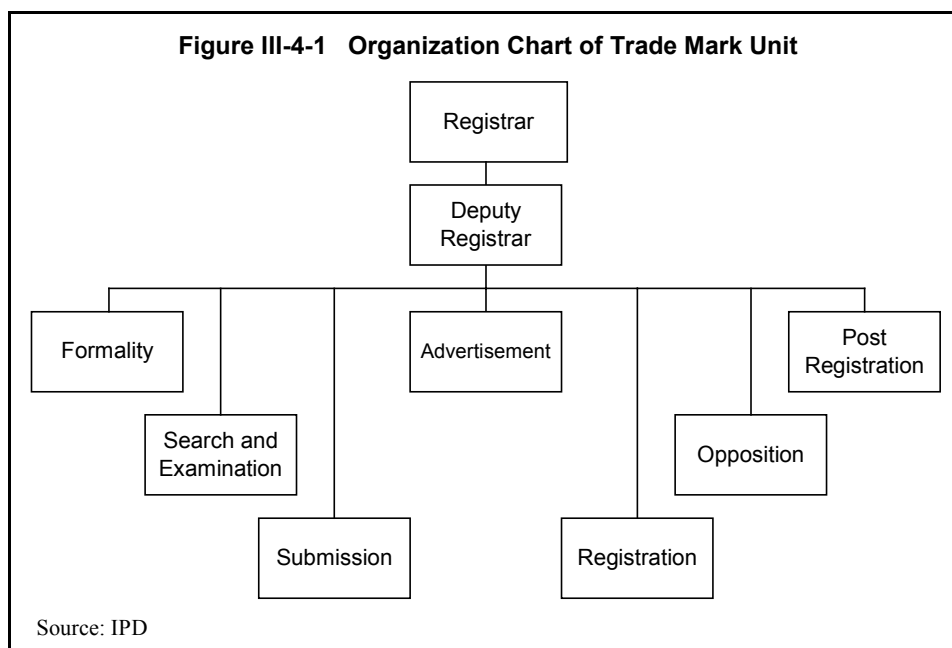 Figure III-4-1 Organization Chart of Trade Mark Unit
Registrar
Deputy
Registrar
Formality
Advertisement
Post
Registration
Search and
Examination
Opposition
Submission
Registration
Source: IPD